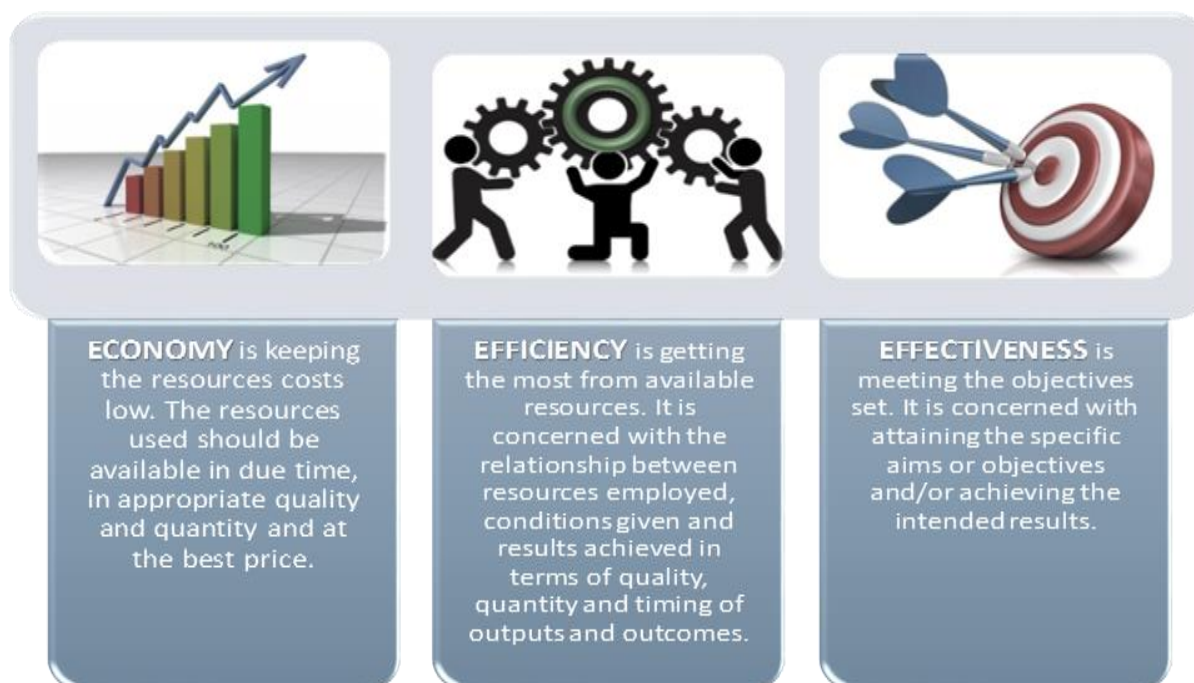 100
ECONOMY is keeping
the resources costs
low. The resources
used should be
available in due time,
in appropriate quality
and quantity and at
the best price.
EFFICIENCY is getting
the most from available
resources. It is
concerned with the
relationship between
resources employed,
conditions given and
results achieved in
terms of quality,
quantity and timing of
outputs and outcomes.
EFFECTIVENESS is
meeting the objectives
set. It is concerned with
attaining the specific
aims or objectives
and/or achieving the
intended results.